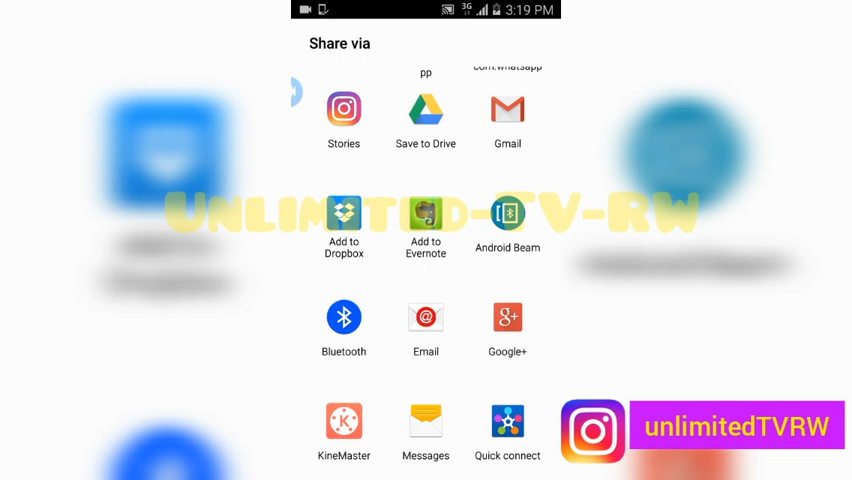 3G 3:19 PM
Share via
pp com.whatsapp
Stories Save to Drive Gmail
UNLIMITED-TV-RW
Add to Dropbox
Add to Evernote
Android Beam
Bluetooth Email Google+
KineMaster Messages Quick connect
unlimitedTVRW